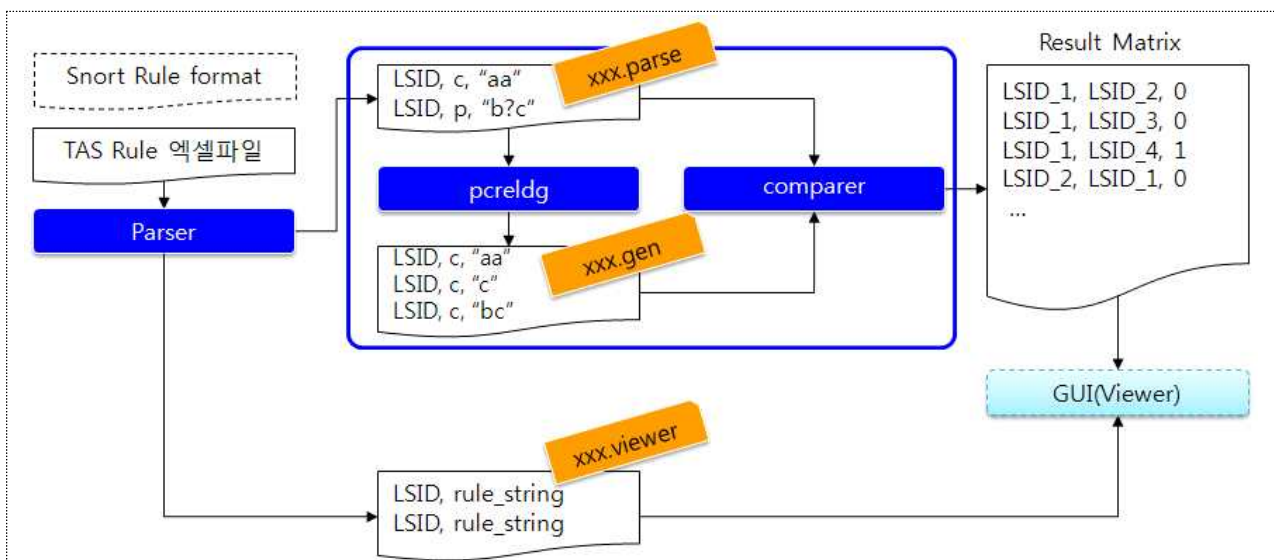 Snort Rule format
TAS Rule 엑셀파일
Parser
LSID, c, “aa”
LSID, p, “b?c”
xxx.parse
pcreldg
comparer
LSID, c, “aa”
LSID, c, “c”
LSID, c, “bc”
xxx.gen
Result Matrix
LSID_1, LSID_2, 0
LSID_1, LSID_3, 0
LSID_1, LSID_4, 1
LSID_2, LSID_1, 0
...
GUI(Viewer)
xxx.viewer
LSID, rule_string
LSID, rule_string